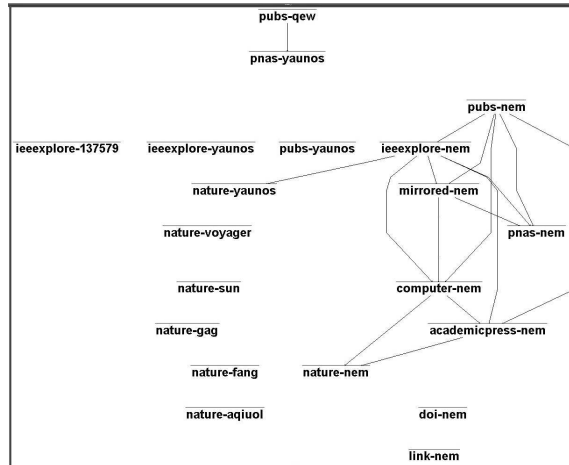 pubs-qew
pnas-yaunos
pubs-nem
ieeexplore-137579
ieeexplore-yaunos
pubs-yaunos
ieeexplore-nem
nature-yaunos
mirrored-nem
nature-voyager
pnas-nem
nature-sun
computer-nem
nature-gag
academicpress-nem
nature-fang
nature-nem
nature-aqiuol
doi-nem
link-nem